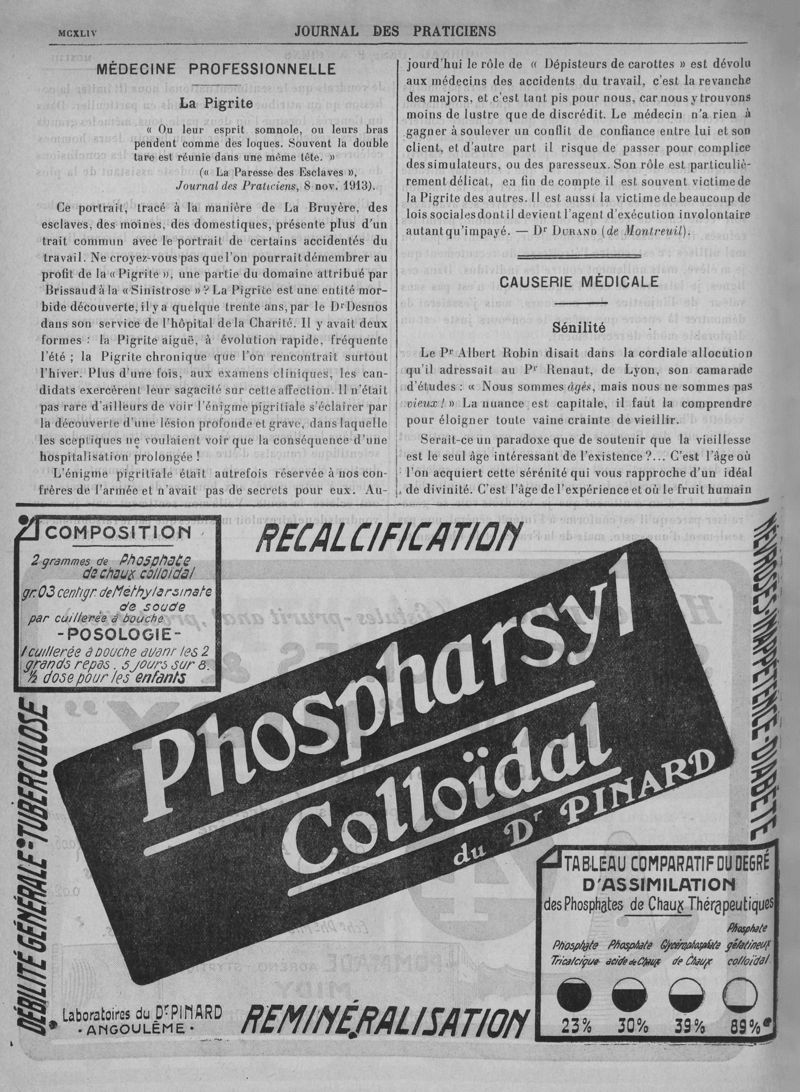 MCXLIV
JOURNAL DES PRATICIENS
MÉDECINE PROFESSIONNELLE
La Pigrite
« Ou leur esprit somnole, ou leurs bras
pendent comme des loques. Souvent la double
tare est réunie dans une même tête. »
(« La Paresse des Esclaves »,
Journal des Praticiens, 8 nov. 1913).
Ce portrait, tracé à la manière de La Bruyère, des
esclaves, des moines, des domestiques, présente plus d'un
trait commun avec le portrait de certains accidentés du
travail. Ne croyez-vous pas que l'on pourrait démembrer au
profit de la « Pigrite », une partie du domaine attribué par
Brissaud à la « Sinistrose » ? La Pigrite est une entité mor-
bide découverte, il y a quelque trente ans, par le Dr Desnos
dans son service de l'hôpital de la Charité. Il y avait deux
formes : la Pigrite aiguë, à évolution rapide, fréquente
l'été ; la Pigrite chronique que l'on rencontrait surtout
l'hiver. Plus d'une fois, aux examens cliniques, les can-
didats exercèrent leur sagacité sur cette affection. Il n'était
pas rare d'ailleurs de voir l'énigme pigritiale s'éclairer par
la découverte d'une lésion profonde et grave, dans laquelle
les sceptiques ne voulaient voir que la conséquence d'une
hospitalisation prolongée !
L'énigme pigritiale était autrefois réservée à nos con-
frères de l'armée et n'avait pas de secrets pour eux. Au-
jourd'hui le rôle de « Dépisteurs de carottes » est dévolu
aux médecins des accidents du travail, c'est la revanche
des majors, et c'est tant pis pour nous, car nous y trouvons
moins de lustre que de discrédit. Le médecin n'a rien à
gagner à soulever un conflit de confiance entre lui et son
client, et d'autre part il risque de passer pour complice
des simulateurs, ou des paresseux. Son rôle est particuliè-
rement délicat, en fin de compte il est souvent victime de
la Pigrite des autres. Il est aussi la victime de beaucoup de
lois sociales dont il devient l'agent d'exécution involontaire
autant qu'impayé. — Dr DURAND (de Montreuil).
CAUSERIE MÉDICALE
Sénilité
Le Pr Albert Robin disait dans la cordiale allocution
qu'il adressait au Pr Renaut, de Lyon, son camarade
d'études : « Nous sommes âgés, mais nous ne sommes pas
vieux ! » La nuance est capitale, il faut la comprendre
pour éloigner toute vaine crainte de vieillir.
Serait-ce un paradoxe que de soutenir que la vieillesse
est le seul âge intéressant de l'existence ?... C'est l'âge où
l'on acquiert cette sérénité qui vous rapproche d'un idéal
de divinité. C'est l'âge de l'expérience et où le fruit humain
COMPOSITION
2 grammes de Phosphate
de chaux colloïdal
gr. 03 centigr. de Méthylarsinate
de soude
par cuillerée à bouche
-POSOLOGIE-
1 cuillerée à bouche avant les 2
grands repas. 5 jours sur 8.
½ dose pour les enfants
RECALCIFICATION
NÉVROSES-INAPPÉTENCE-DIABÈTE
DÉBILITÉ GÉNÉRALE-TUBERCULOSE
Phospharsyl
Colloïdal
du Dr PINARD
TABLEAU COMPARATIF DU DEGRÉ
D'ASSIMILATION
des Phosphates de Chaux Thérapeutiques
Phosphate Tricalcique
Phosphate acide de Chaux
Glycérophosphate de Chaux
Phosphate gélatineux colloïdal
23% 30% 39% 89%
Laboratoires du Dr PINARD
• ANGOULÊME •
REMINÉRALISATION